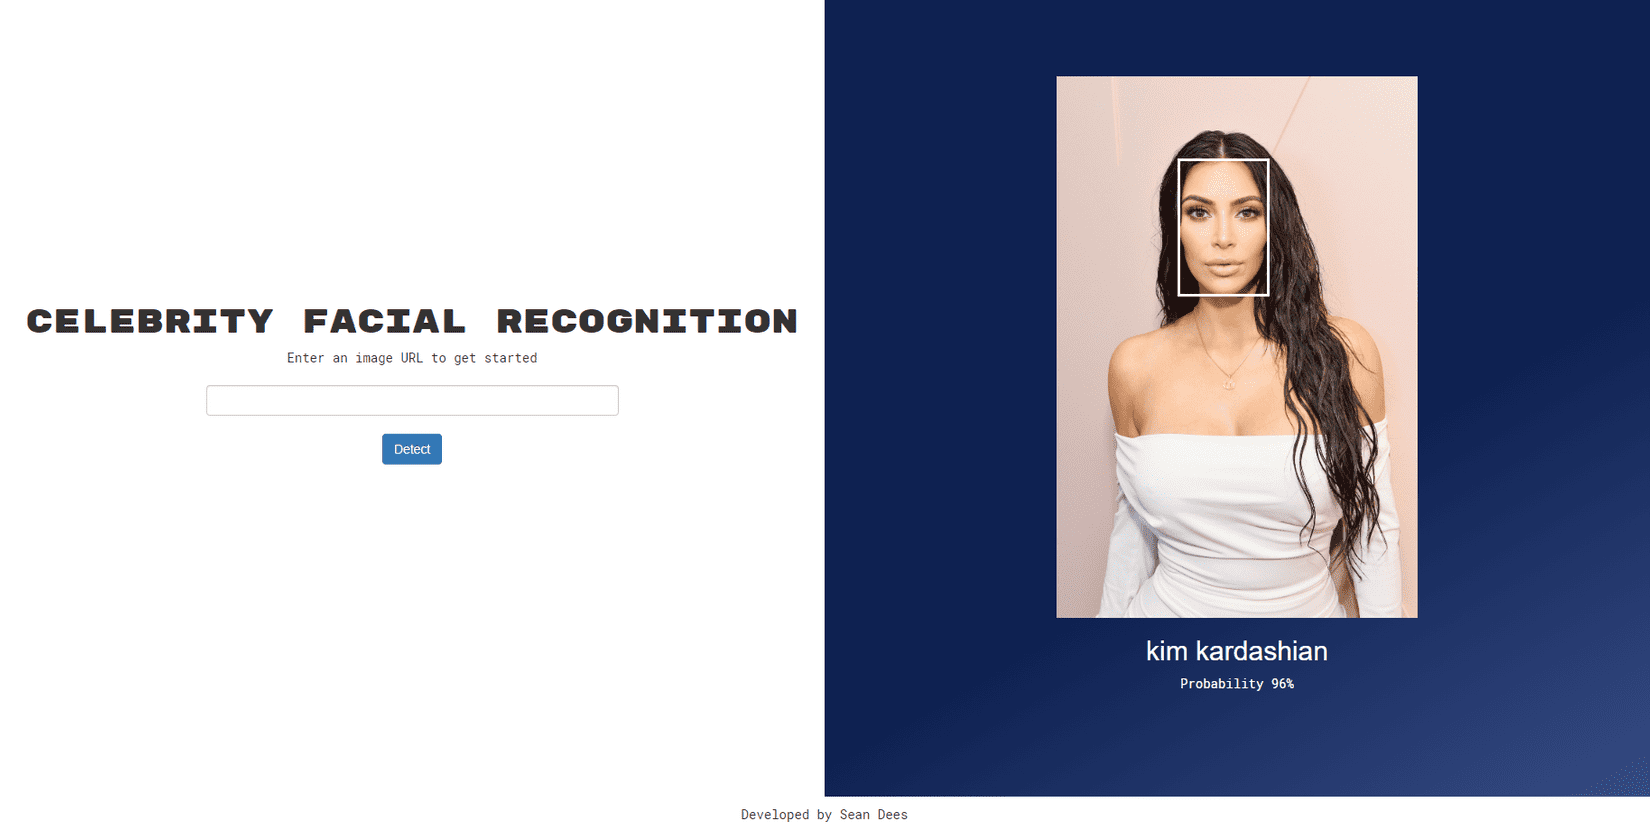 CELEBRITY FACIAL RECOGNITION
Enter an image URL to get started
Detect
kim kardashian
Probability 96%
Developed by Sean Dees